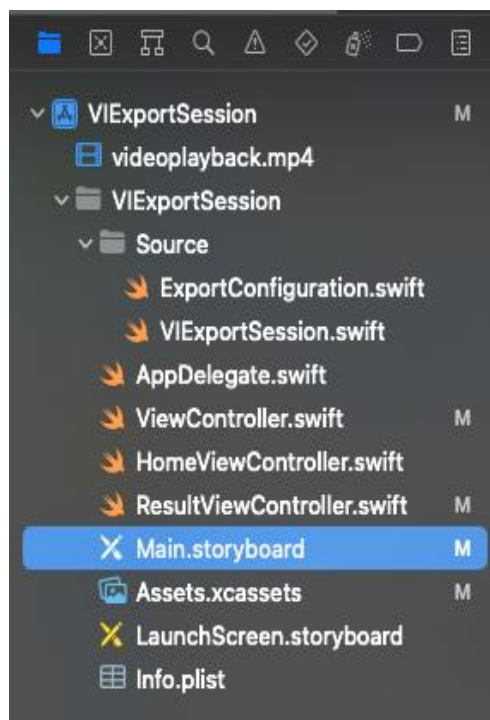 VIExportSession M
videoplayback.mp4
VIExportSession
Source
ExportConfiguration.swift
VIExportSession.swift
AppDelegate.swift
ViewController.swift M
HomeViewController.swift
ResultViewController.swift M
Main.storyboard M
Assets.xcassets M
LaunchScreen.storyboard
Info.plist